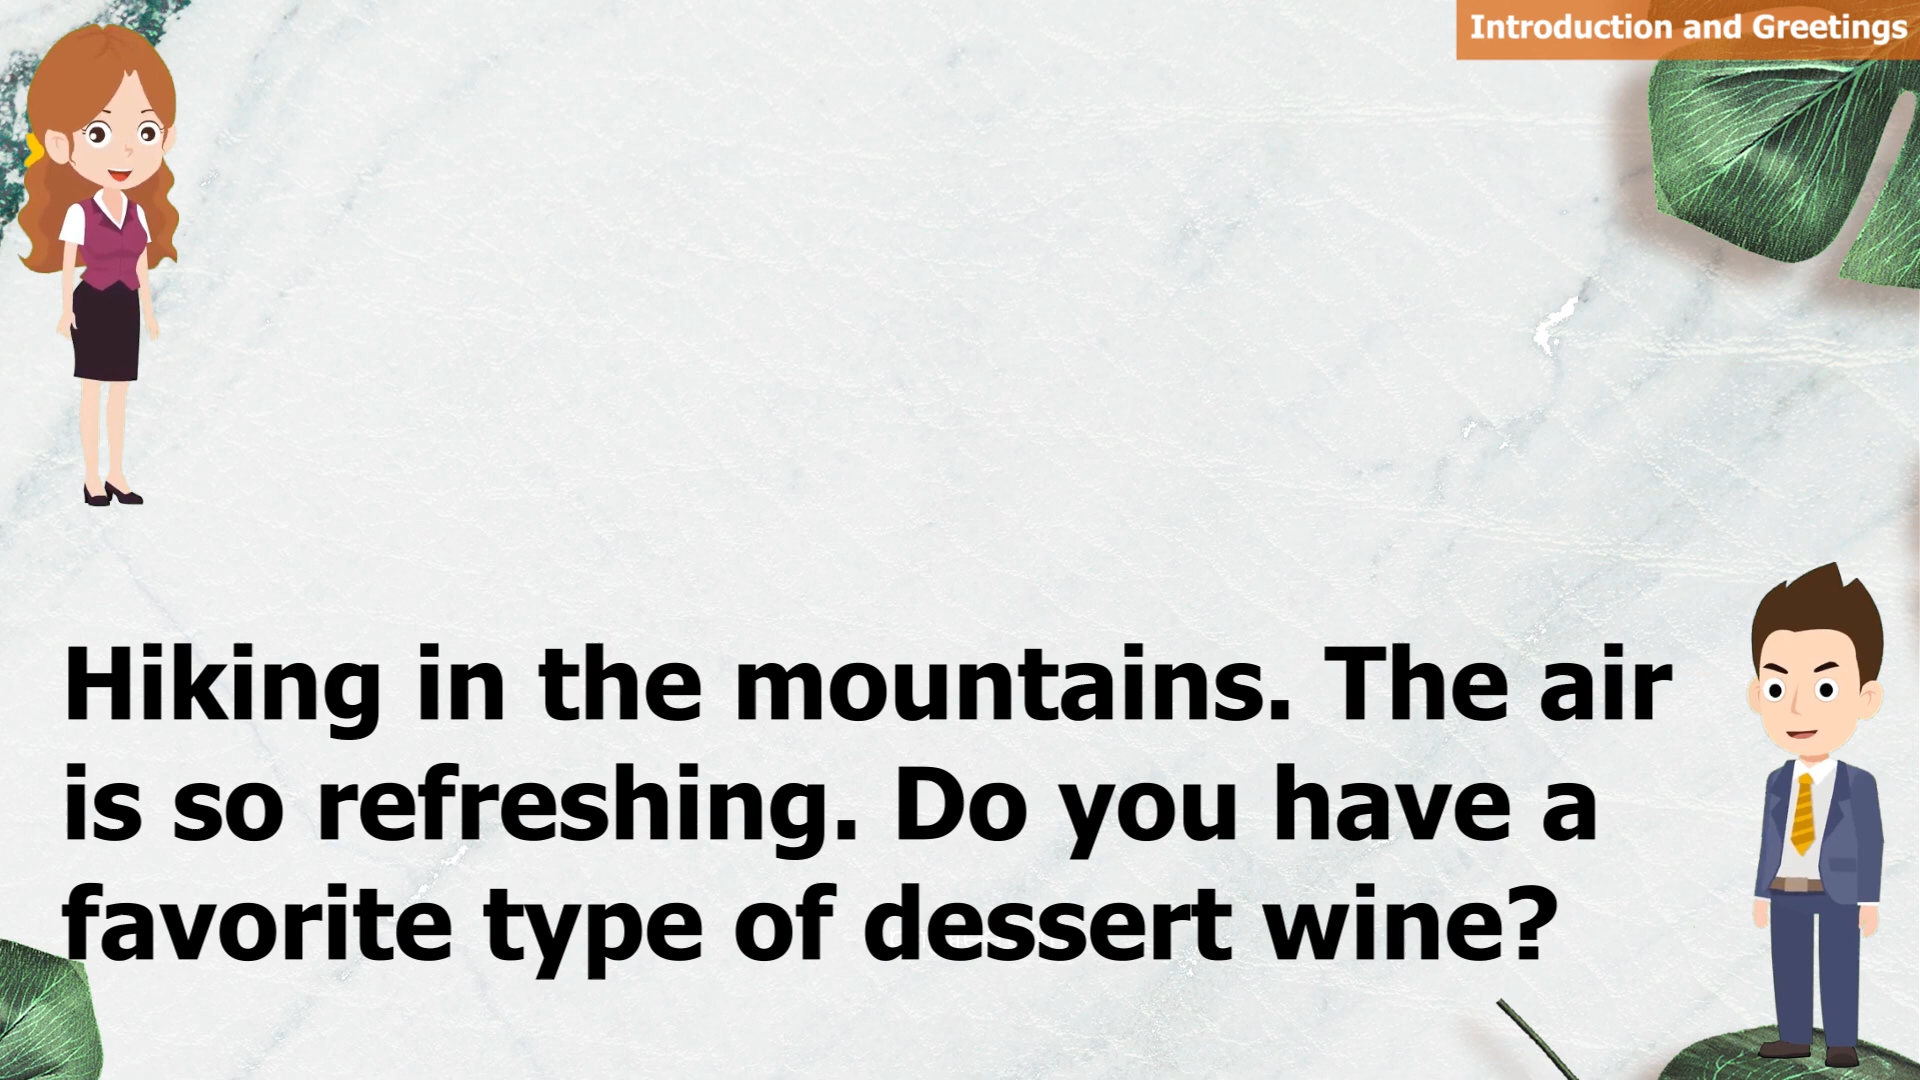 Introduction and Greetings
Hiking in the mountains. The air
is so refreshing. Do you have a
favorite type of dessert wine?